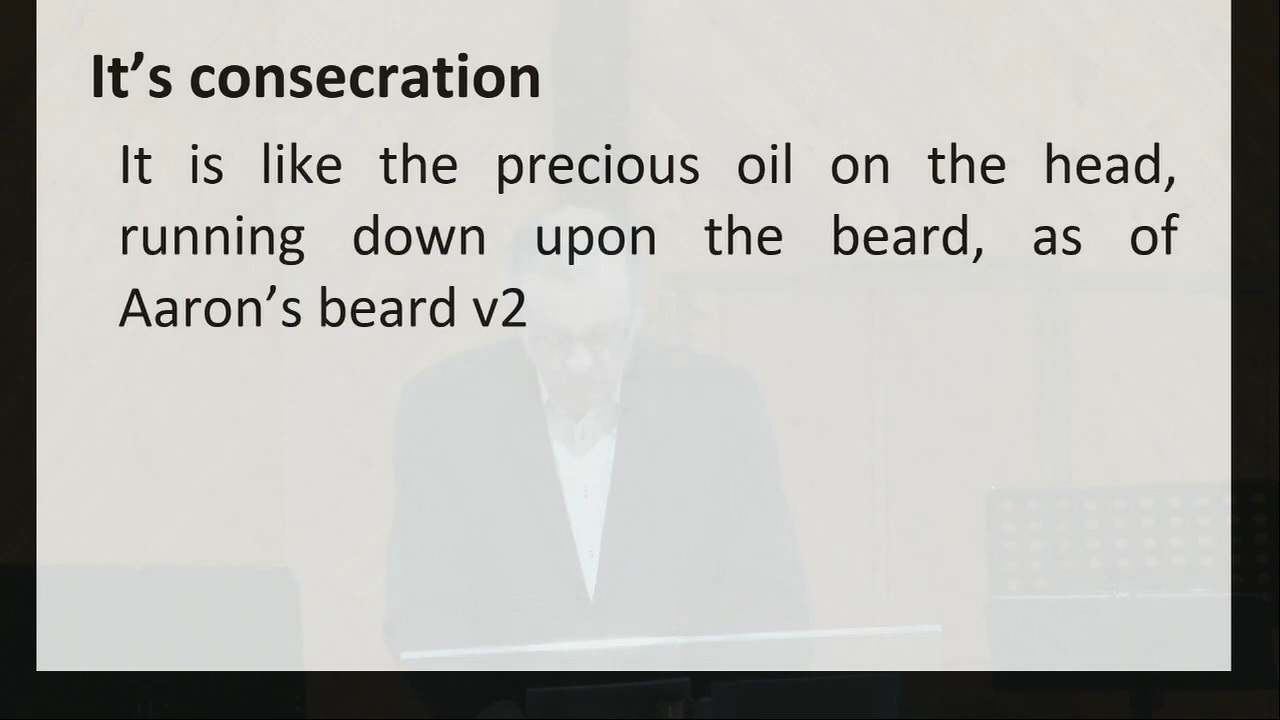 It’s consecration
It is like the precious oil on the head,
running down upon the beard, as of
Aaron’s beard v2